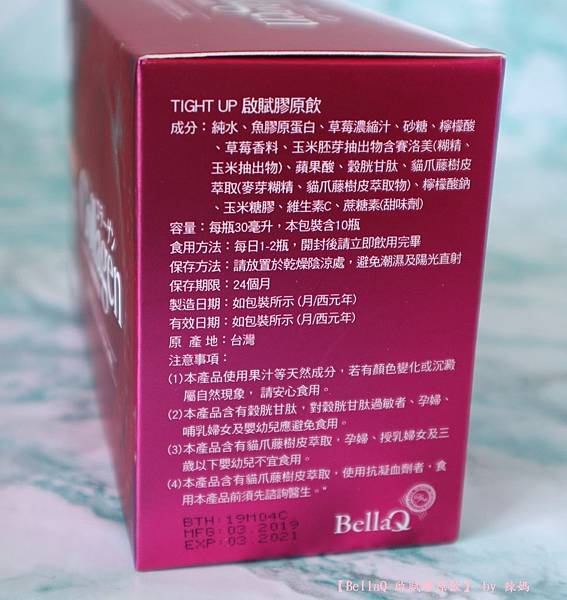 TIGHT UP 啟賦膠原飲
成分：純水、魚膠原蛋白、草莓濃縮汁、砂糖、檸檬酸
、草莓香料、玉米胚芽抽出物含賽洛美(糊精、
玉米抽出物)、蘋果酸、穀胱甘肽、貓爪藤樹皮
萃取(麥芽糊精、貓爪藤樹皮萃取物)、檸檬酸鈉
、玉米糖膠、維生素C、蔗糖素(甜味劑)
容量：每瓶30毫升，本包裝含10瓶
食用方法：每日1-2瓶，開封後請立即飲用完畢
保存方法：請放置於乾燥陰涼處，避免潮濕及陽光直射
保存期限：24個月
製造日期：如包裝所示 (月/西元年)
有效日期：如包裝所示 (月/西元年)
原 產 地：台灣
注意事項：
(1)本產品使用果汁等天然成分，若有顏色變化或沉澱
屬自然現象， 請安心食用。
(2)本產品含有穀胱甘肽，對穀胱甘肽過敏者、孕婦、
哺乳婦女及嬰幼兒應避免食用。
(3)本產品含有貓爪藤樹皮萃取，孕婦、授乳婦女及三
歲以下嬰幼兒不宜食用。
(4)本產品含有貓爪藤樹皮萃取，使用抗凝血劑者，食
用本產品前須先諮詢醫生。"
BTH:19M04C
MFG:03.2019
EXP:03.2021
BellaQ
【BellaQ 啟賦膠原飲】 by 辣媽